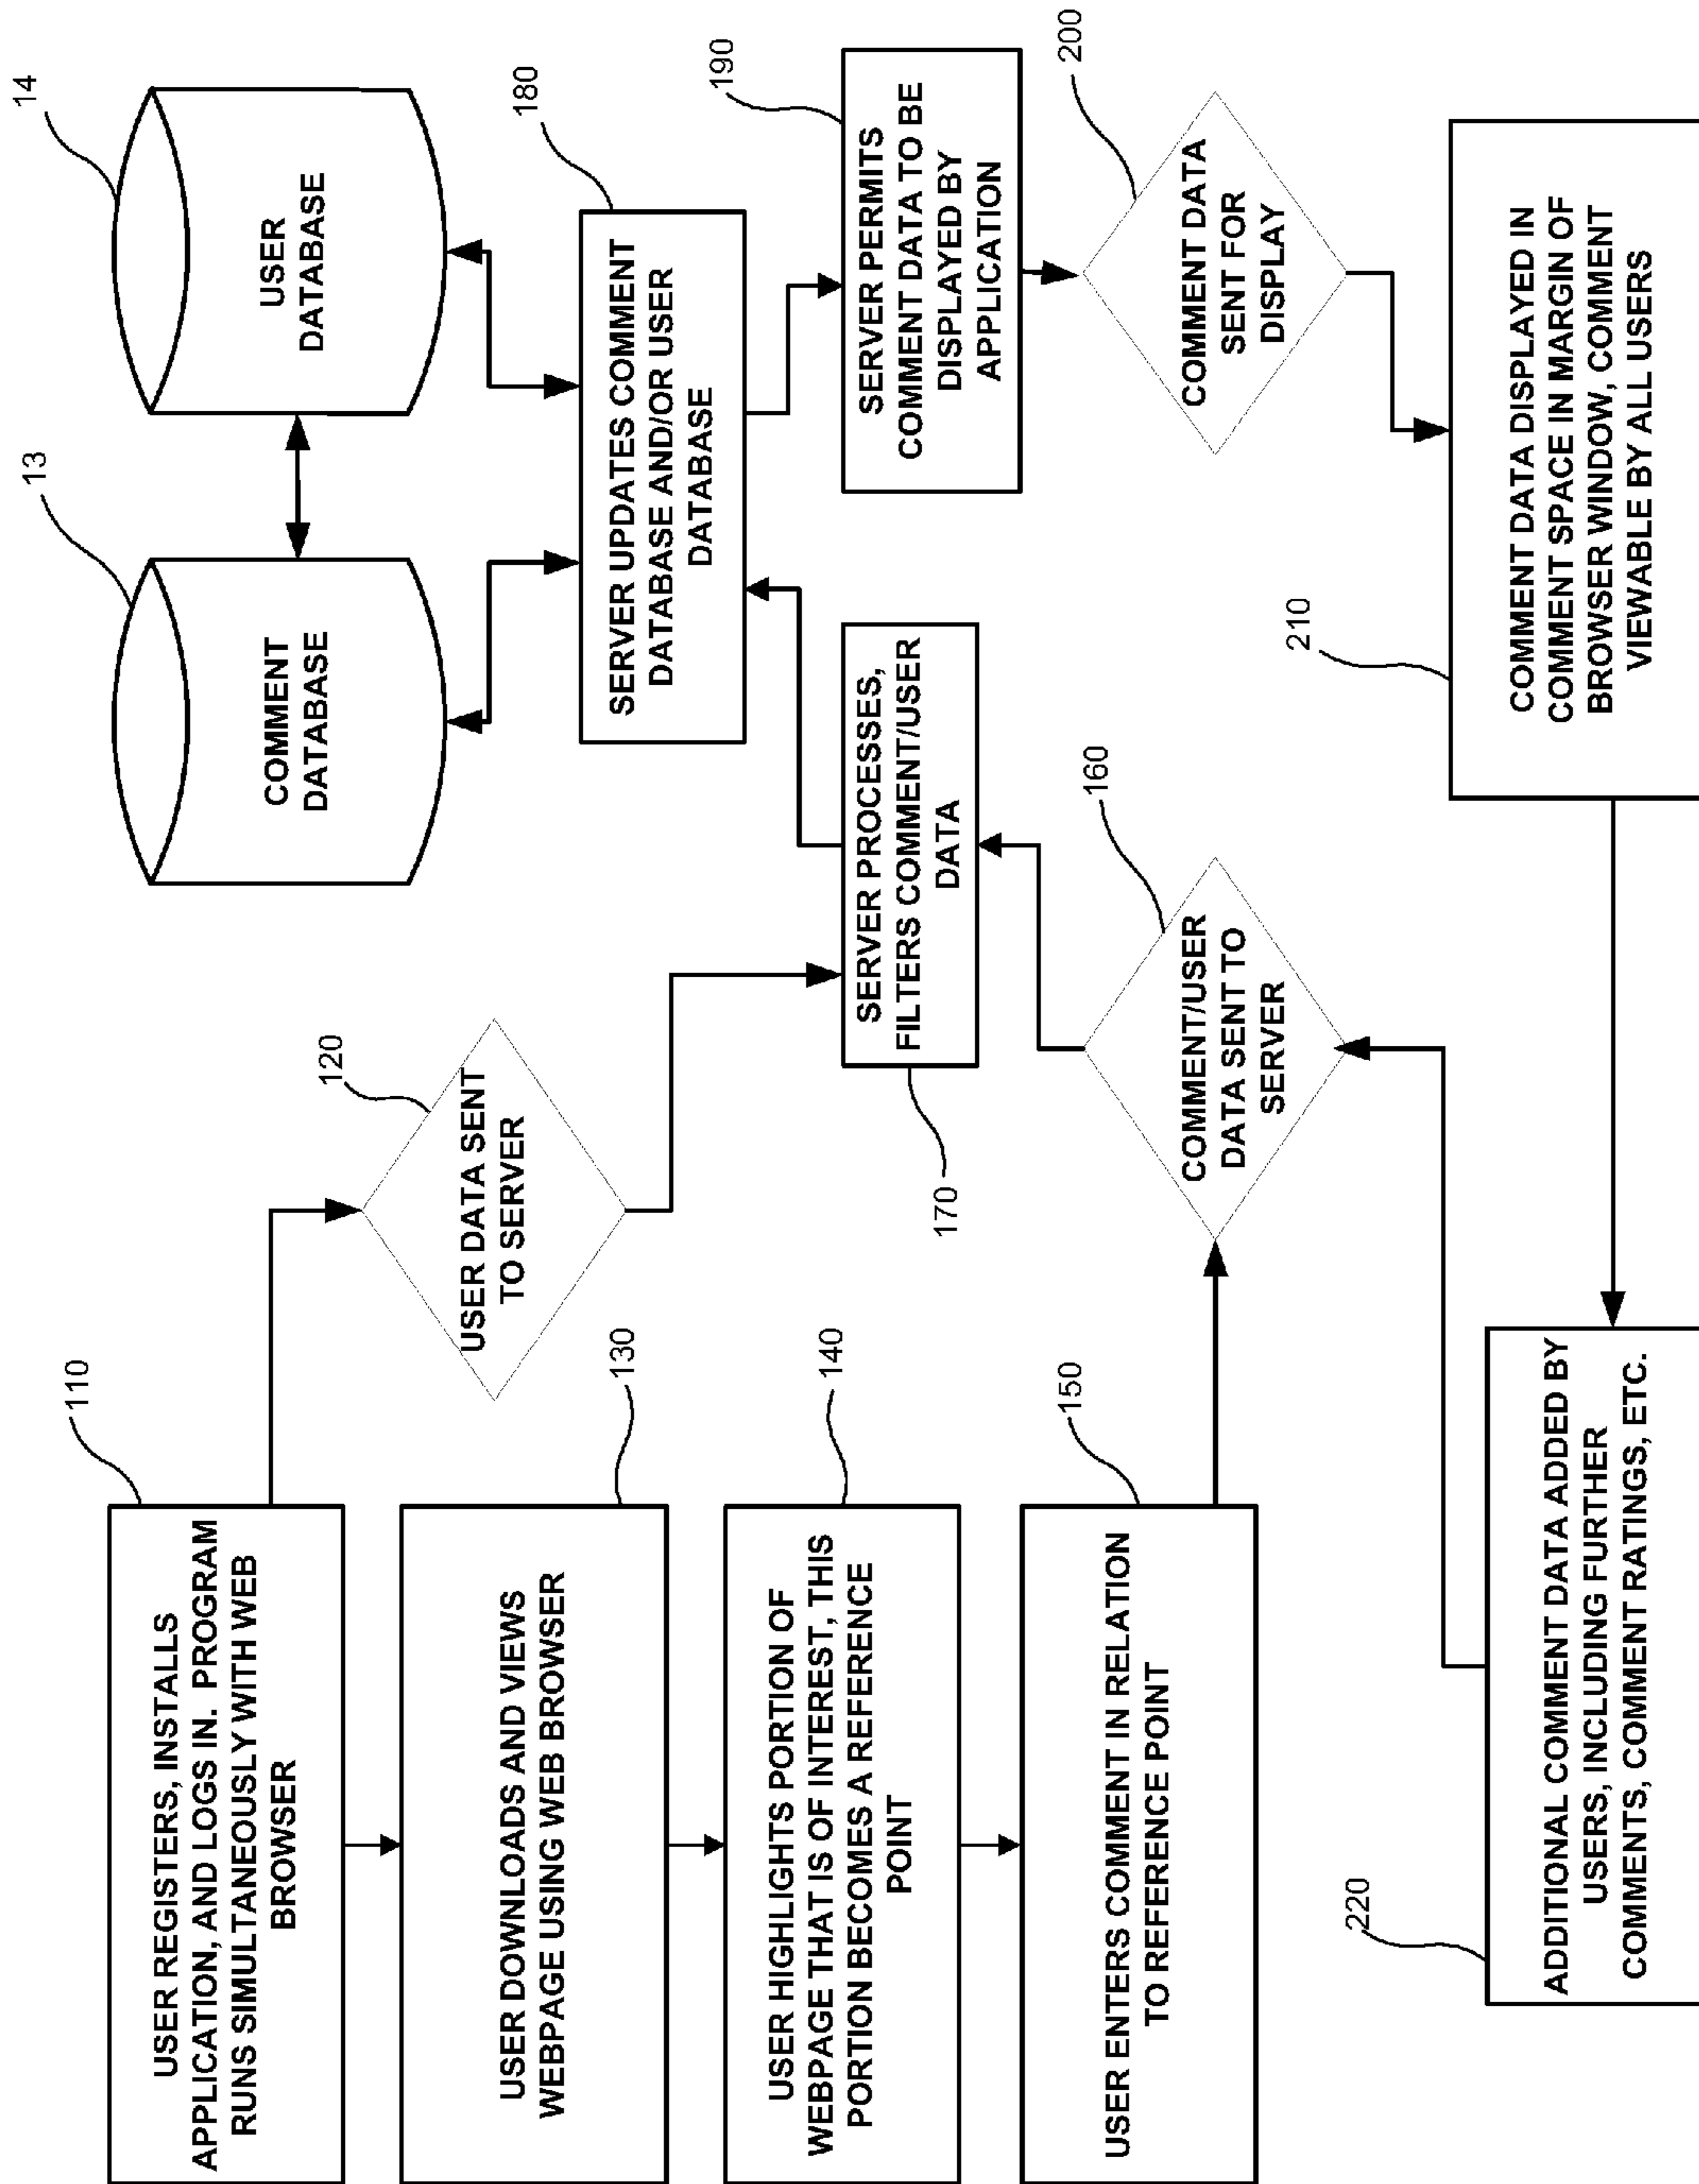 110
USER REGISTERS, INSTALLS
APPLICATION, AND LOGS IN. PROGRAM
RUNS SIMULTANEOUSLY WITH WEB
BROWSER
120
USER DATA SENT
TO SERVER
130
USER DOWNLOADS AND VIEWS
WEBPAGE USING WEB BROWSER
140
USER HIGHLIGHTS PORTION OF
WEBPAGE THAT IS OF INTEREST, THIS
PORTION BECOMES A REFERENCE
POINT
150
USER ENTERS COMMENT IN RELATION
TO REFERENCE POINT
160
COMMENT/USER
DATA SENT TO
SERVER
170
SERVER PROCESSES,
FILTERS COMMENT/USER
DATA
13
COMMENT
DATABASE
14
USER
DATABASE
180
SERVER UPDATES COMMENT
DATABASE AND/OR USER
DATABASE
190
SERVER PERMITS
COMMENT DATA TO BE
DISPLAYED BY
APPLICATION
200
COMMENT DATA
SENT FOR
DISPLAY
210
COMMENT DATA DISPLAYED IN
COMMENT SPACE IN MARGIN OF
BROWSER WINDOW, COMMENT
VIEWABLE BY ALL USERS
220
ADDITIONAL COMMENT DATA ADDED BY
USERS, INCLUDING FURTHER
COMMENTS, COMMENT RATINGS, ETC.